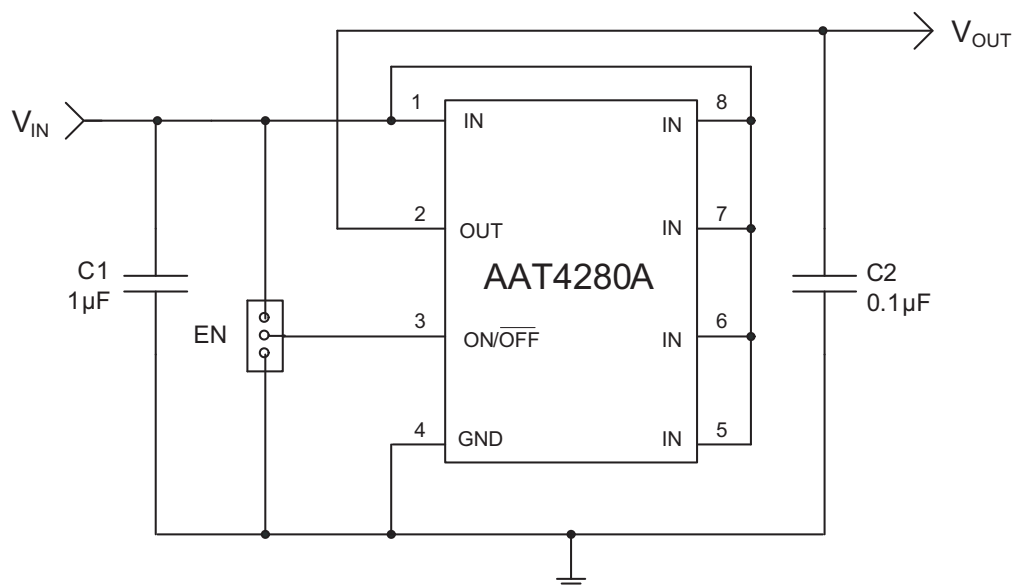 V_OUT
V_IN
1
IN
IN
8
2
OUT
IN
7
AAT4280A
C1
1µF
C2
0.1µF
EN
3
ON/O̅F̅F̅
IN
6
4
GND
IN
5